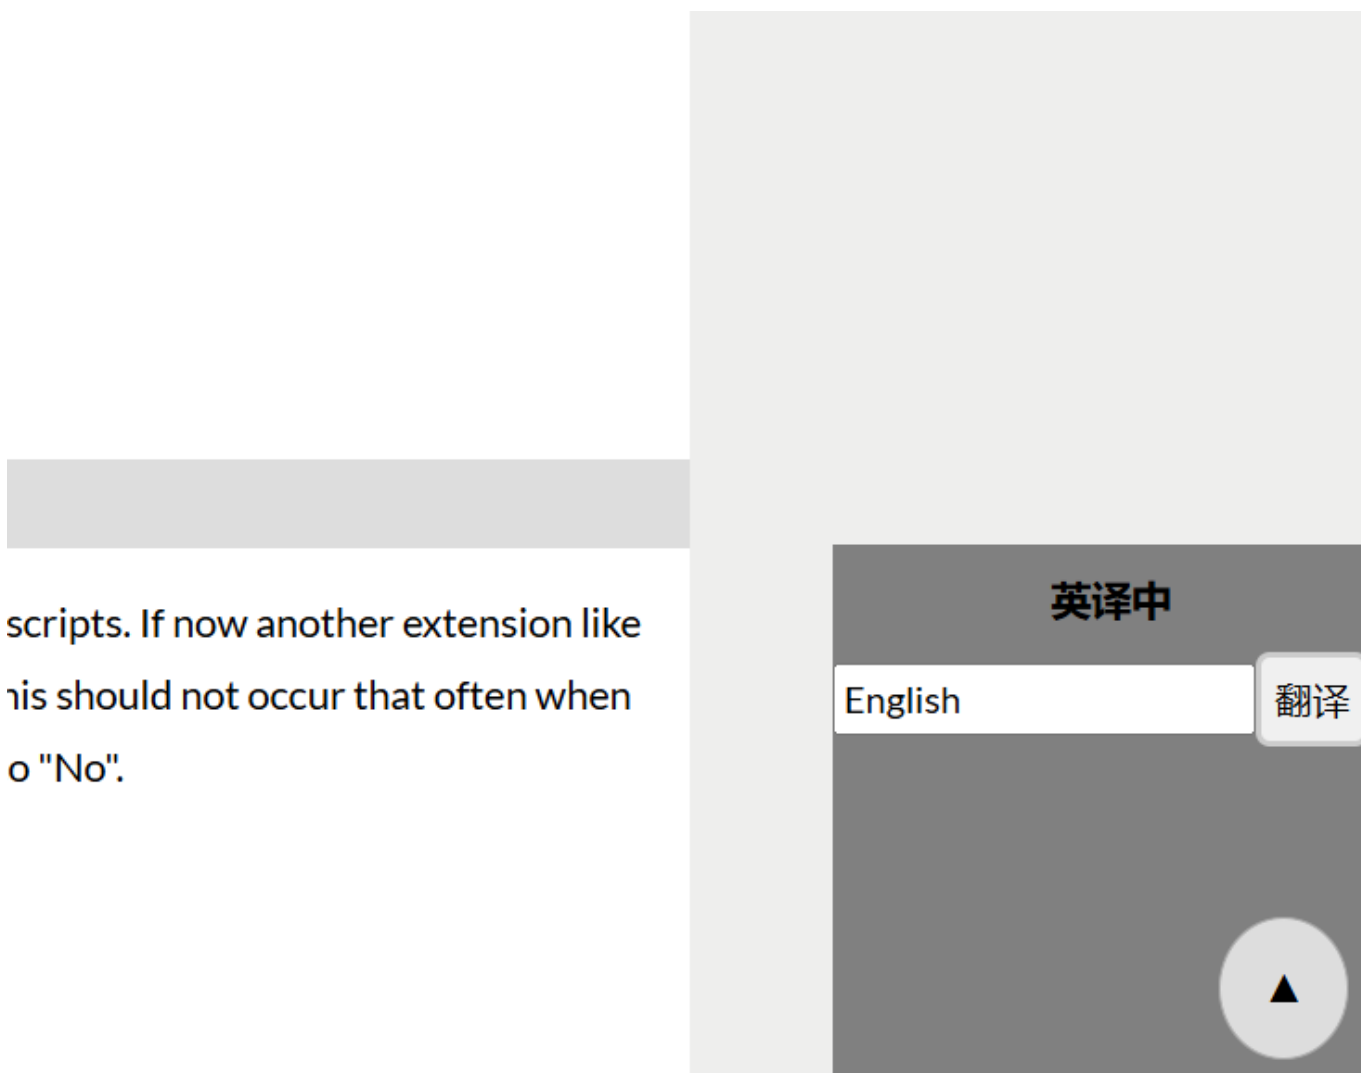 scripts. If now another extension like
his should not occur that often when
o "No".
英译中
English
翻译
▲